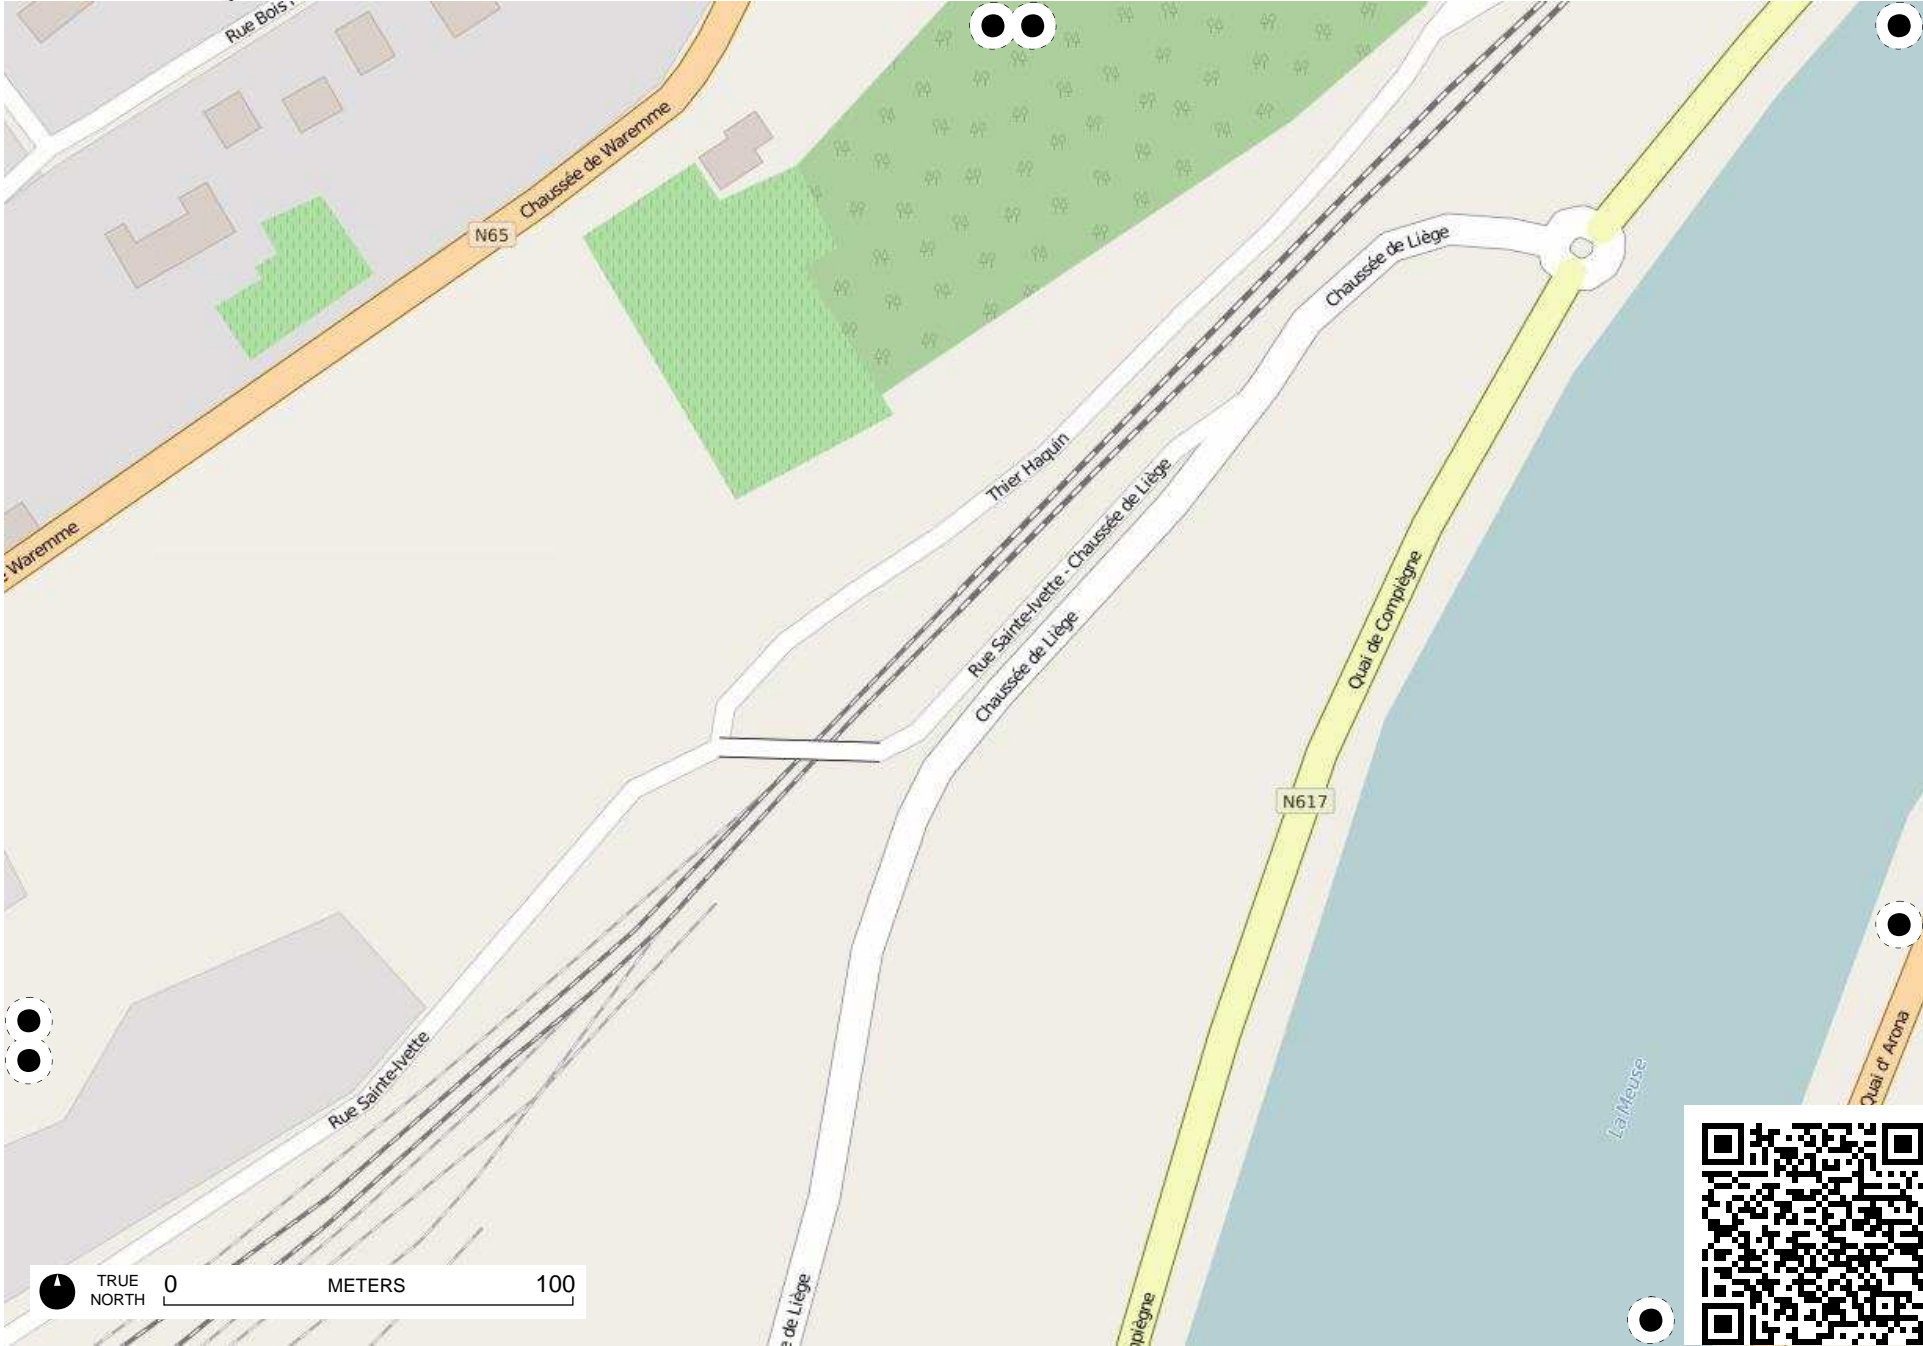 Rue Bois
Chaussée de Waremme
N65
Chaussée de Liège
Waremme
Thier Haquin
Rue Sainte-Ivette - Chaussée de Liège
Chaussée de Liège
Quai de Compiègne
N617
Rue Sainte-Ivette
Quai d' Arona
La Meuse
TRUE NORTH
0 METERS 100
e de Liège
piègne